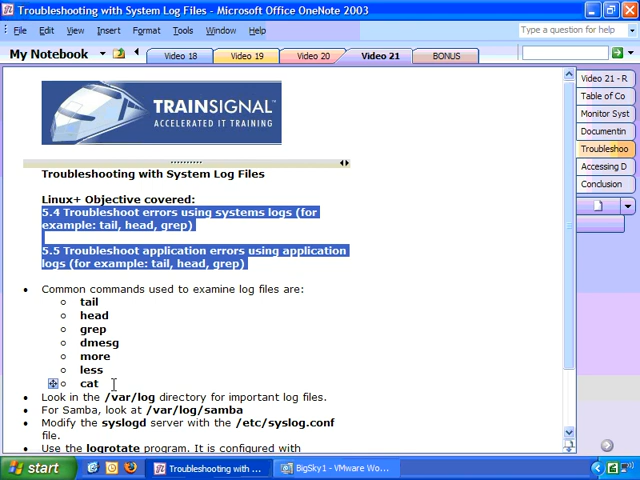 Troubleshooting with System Log Files - Microsoft Office OneNote 2003
File Edit View Insert Format Tools Window Help Type a question for help
My Notebook Video 18 Video 19 Video 20 Video 21 BONUS
TRAINSIGNAL
ACCELERATED IT TRAINING
Troubleshooting with System Log Files
Linux+ Objective covered:
5.4 Troubleshoot errors using systems logs (for
example: tail, head, grep)
5.5 Troubleshoot application errors using application
logs (for example: tail, head, grep)
Common commands used to examine log files are:
tail
head
grep
dmesg
more
less
cat
Look in the /var/log directory for important log files.
For Samba, look at /var/log/samba
Modify the syslogd server with the /etc/syslog.conf
file.
Use the logrotate program. It is configured with
Video 21 - R
Table of Co
Monitor Syst
Documentin
Troubleshoo
Accessing D
Conclusion
start Troubleshooting with ... BigSky1 - VMware Wo... 6:46 PM